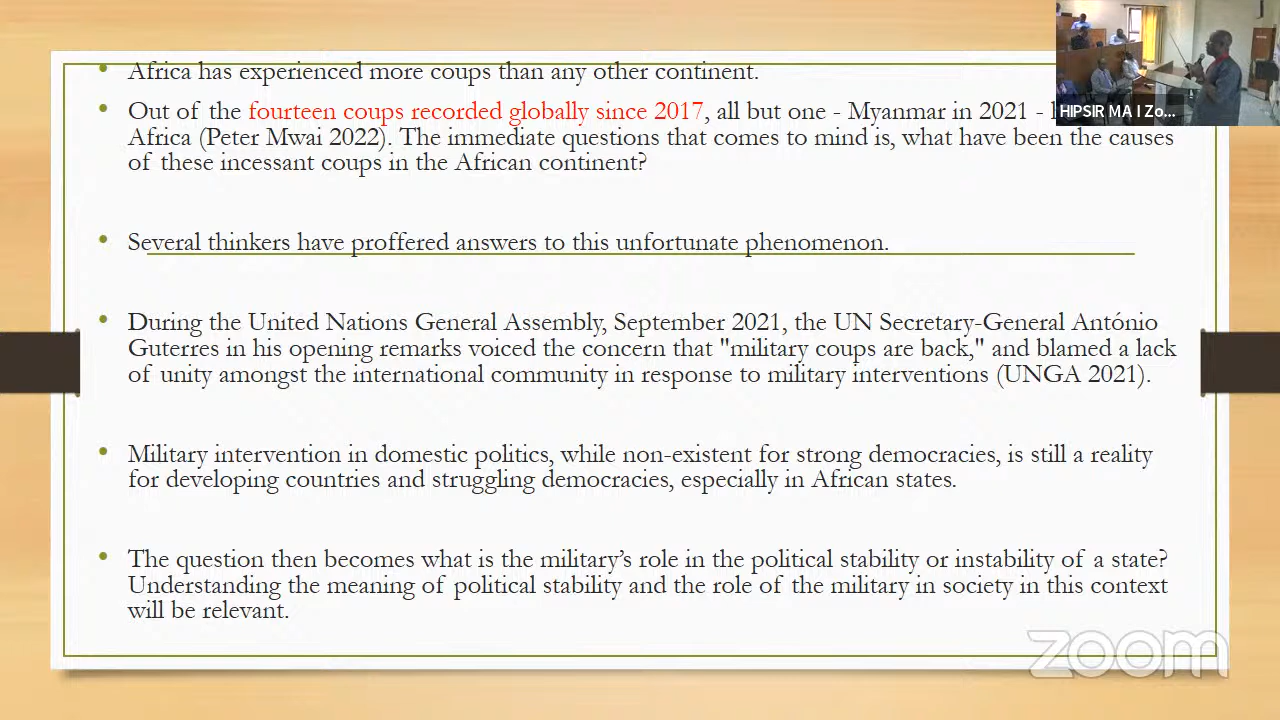 • Africa has experienced more coups than any other continent.
• Out of the fourteen coups recorded globally since 2017, all but one - Myanmar in 2021 -
Africa (Peter Mwai 2022). The immediate questions that comes to mind is, what have been the causes
of these incessant coups in the African continent?
• Several thinkers have proffered answers to this unfortunate phenomenon.
• During the United Nations General Assembly, September 2021, the UN Secretary-General António
Guterres in his opening remarks voiced the concern that "military coups are back," and blamed a lack
of unity amongst the international community in response to military interventions (UNGA 2021).
• Military intervention in domestic politics, while non-existent for strong democracies, is still a reality
for developing countries and struggling democracies, especially in African states.
• The question then becomes what is the military’s role in the political stability or instability of a state?
Understanding the meaning of political stability and the role of the military in society in this context
will be relevant.
HIPSIR MA I Zo...
zoom